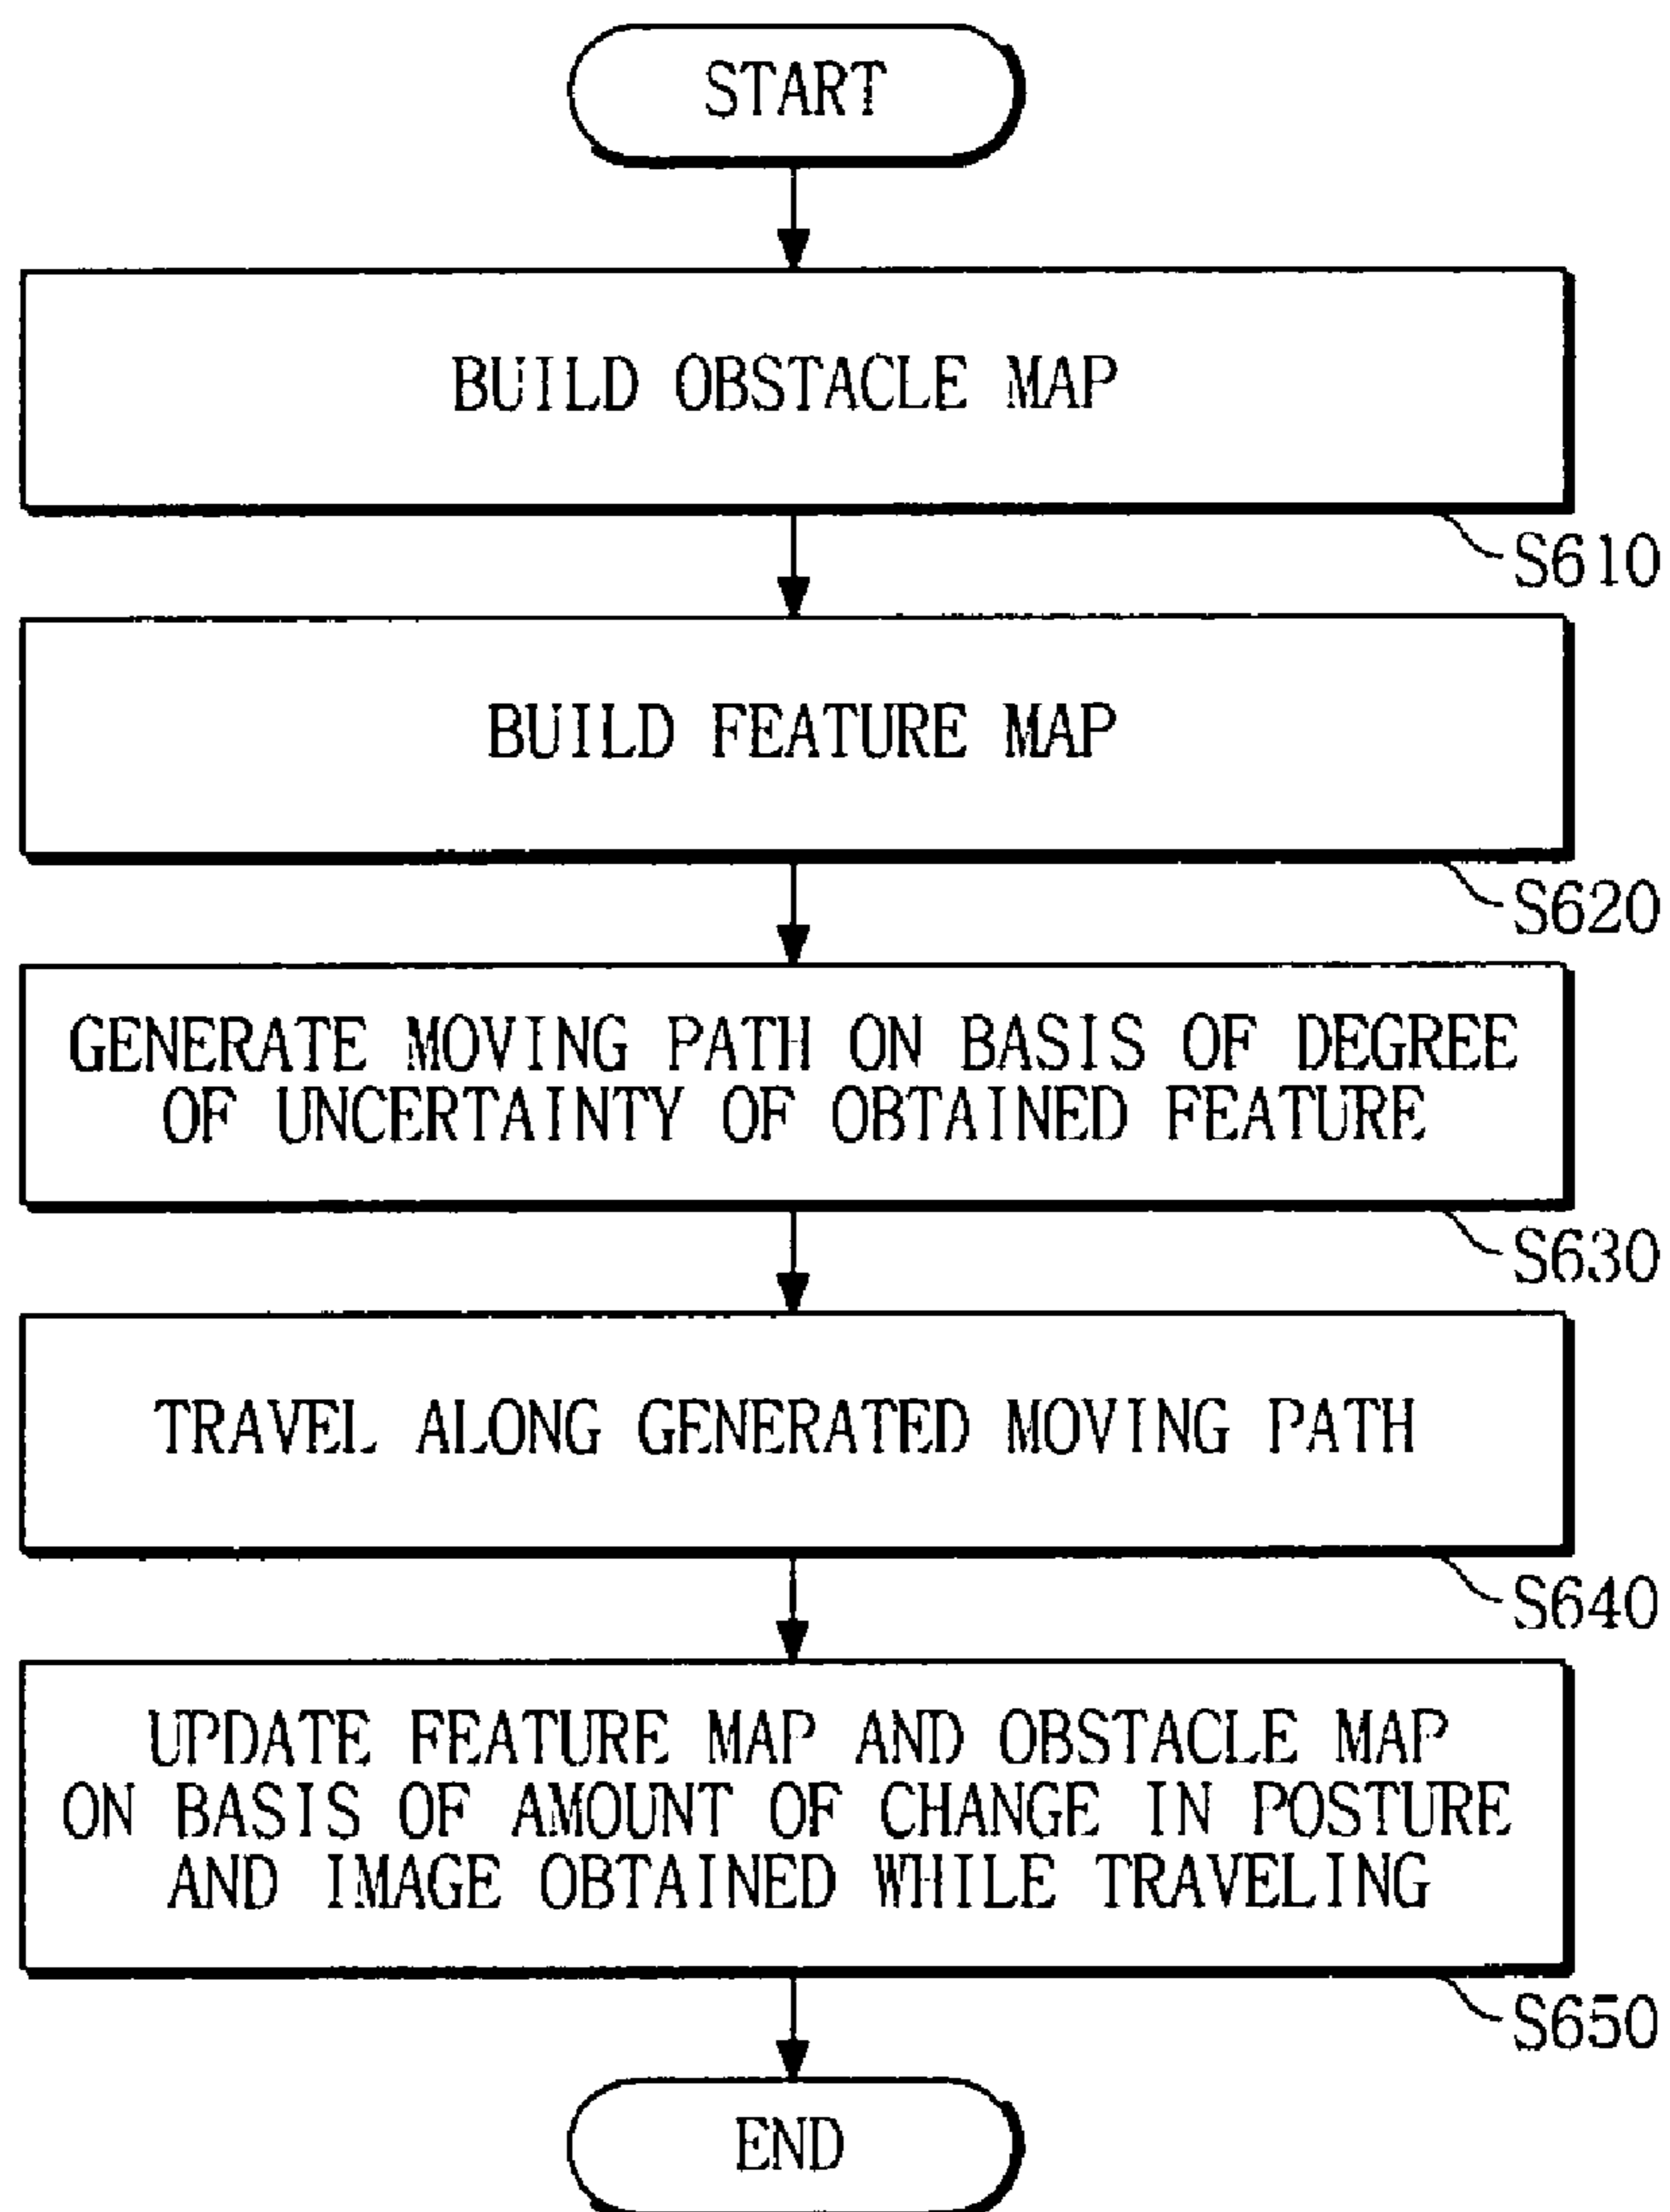 START
BUILD OBSTACLE MAP
S610
BUILD FEATURE MAP
S620
GENERATE MOVING PATH ON BASIS OF DEGREE
OF UNCERTAINTY OF OBTAINED FEATURE
S630
TRAVEL ALONG GENERATED MOVING PATH
S640
UPDATE FEATURE MAP AND OBSTACLE MAP
ON BASIS OF AMOUNT OF CHANGE IN POSTURE
AND IMAGE OBTAINED WHILE TRAVELING
S650
END